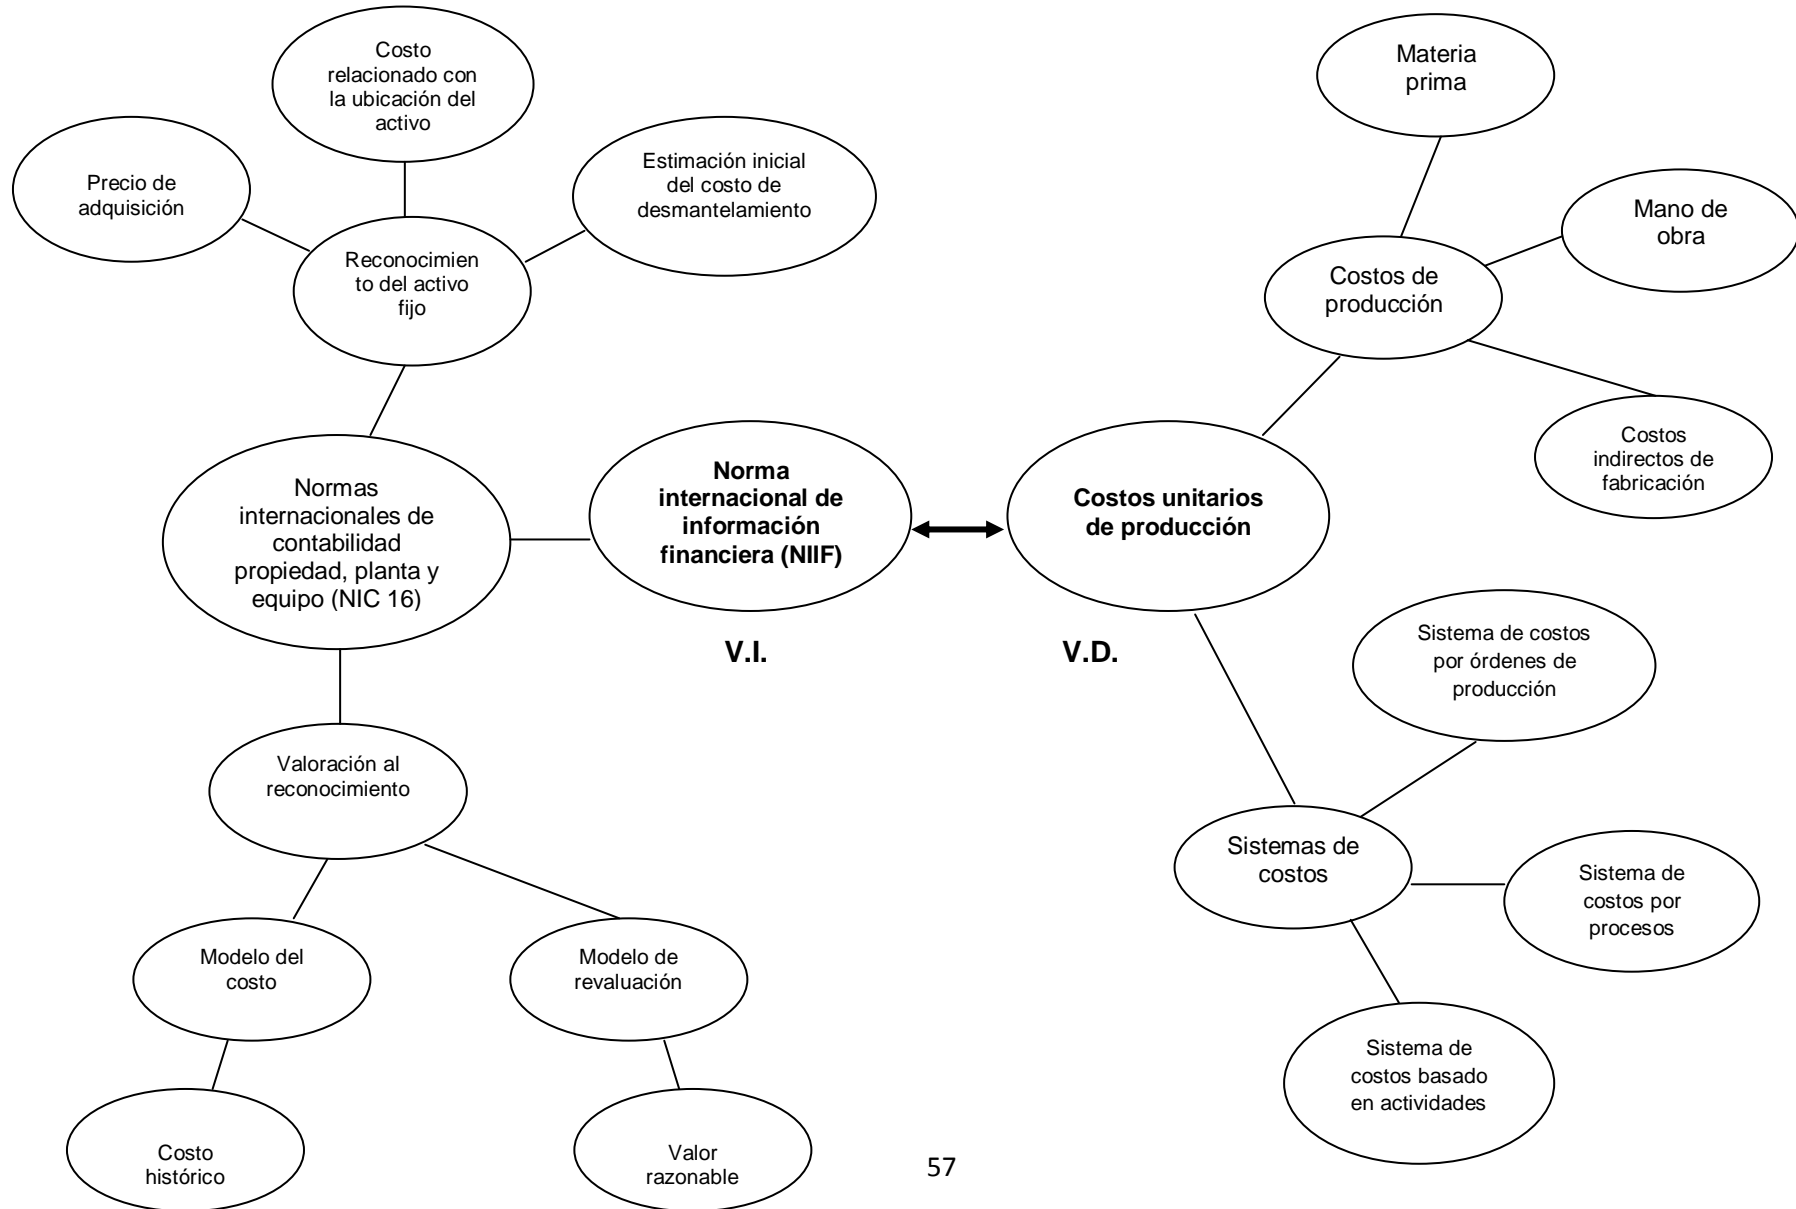 Costo
relacionado con
la ubicación del
activo
Precio de
adquisición
Estimación inicial
del costo de
desmantelamiento
Reconocimien
to del activo
fijo
Normas
internacionales de
contabilidad
propiedad, planta y
equipo (NIC 16)
Norma
internacional de
información
financiera (NIIF)
V.I.
Valoración al
reconocimiento
Modelo del
costo
Modelo de
revaluación
Costo
histórico
Valor
razonable
Materia
prima
Mano de
obra
Costos de
producción
Costos
indirectos de
fabricación
Costos unitarios
de producción
V.D.
Sistema de costos
por órdenes de
producción
Sistemas de
costos
Sistema de
costos por
procesos
Sistema de
costos basado
en actividades
57